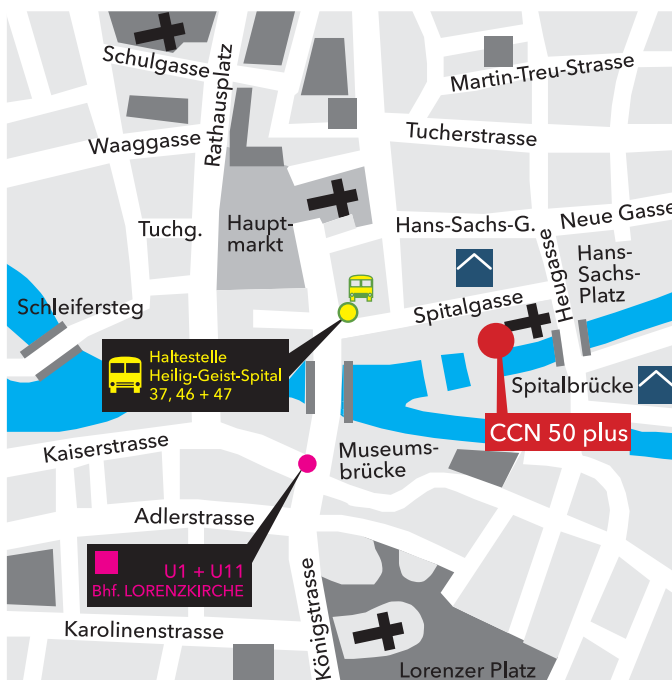 Schulgasse
Rathausplatz
Martin-Treu-Strasse
Waaggasse
Tucherstrasse
Tuchg.
Haupt-
markt
Hans-Sachs-G.
Neue Gasse
Heugasse
Hans-
Sachs-
Platz
Schleifersteg
Spitalgasse
Haltestelle
Heilig-Geist-Spital
37, 46 + 47
Spitalbrücke
CCN 50 plus
Kaiserstrasse
Museums-
brücke
Adlerstrasse
U1 + U11
Bhf. LORENZKIRCHE
Karolinenstrasse
Königstrasse
Lorenzer Platz